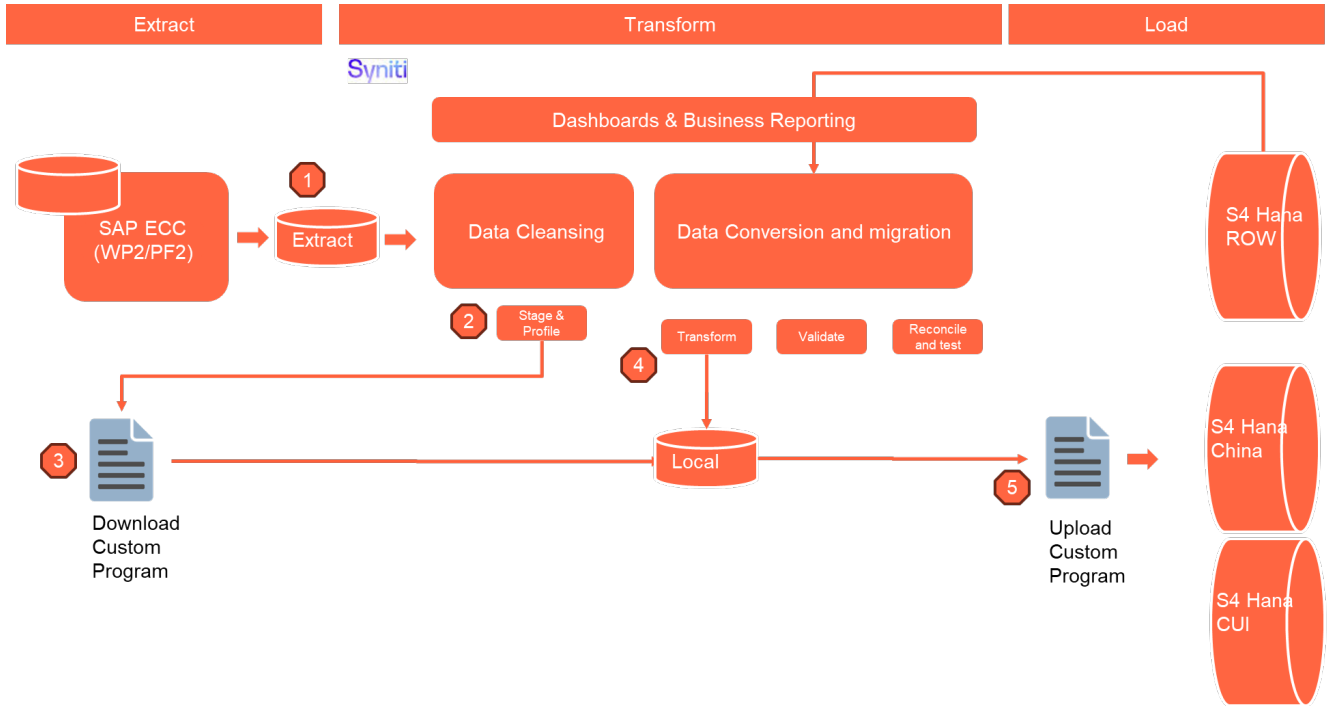 Extract
Transform
Load
Syniti
Dashboards & Business Reporting
1
SAP ECC
(WP2/PF2)
Extract
Data Cleansing
Data Conversion and migration
S4 Hana
ROW
2
Stage &
Profile
4
Transform
Validate
Reconcile
and test
3
Download
Custom
Program
Local
5
Upload
Custom
Program
S4 Hana
China
S4 Hana
CUI